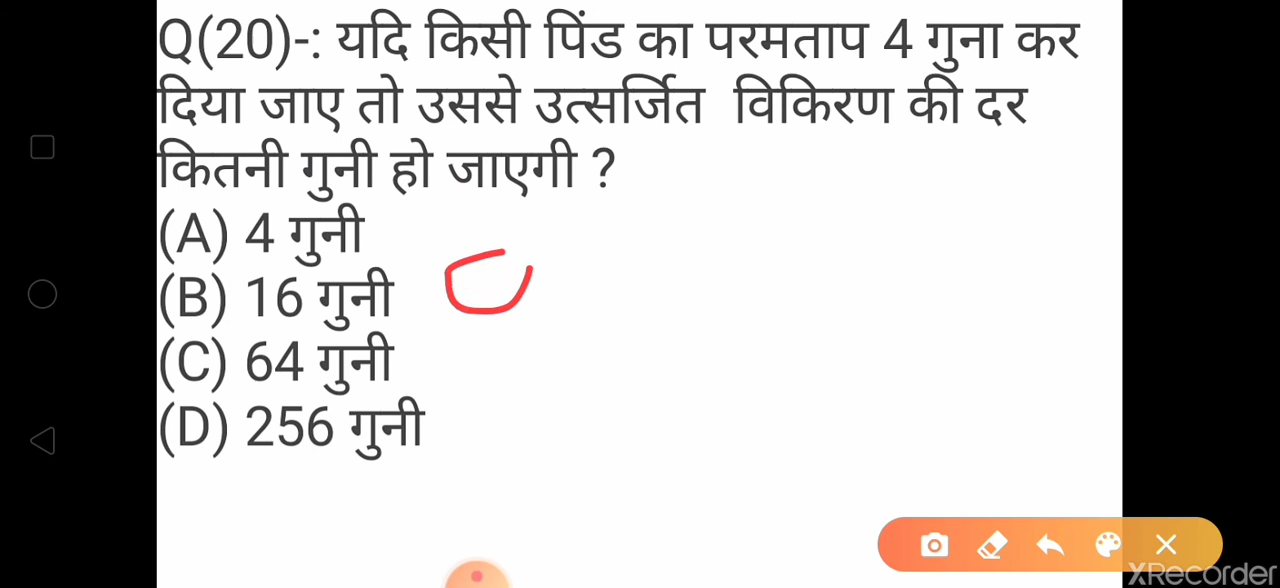 Q(20)-: यदि किसी पिंड का परमताप 4 गुना कर
दिया जाए तो उससे उत्सर्जित विकिरण की दर
कितनी गुनी हो जाएगी ?
(A) 4 गुनी
(B) 16 गुनी
(C) 64 गुनी
(D) 256 गुनी
XRecorder